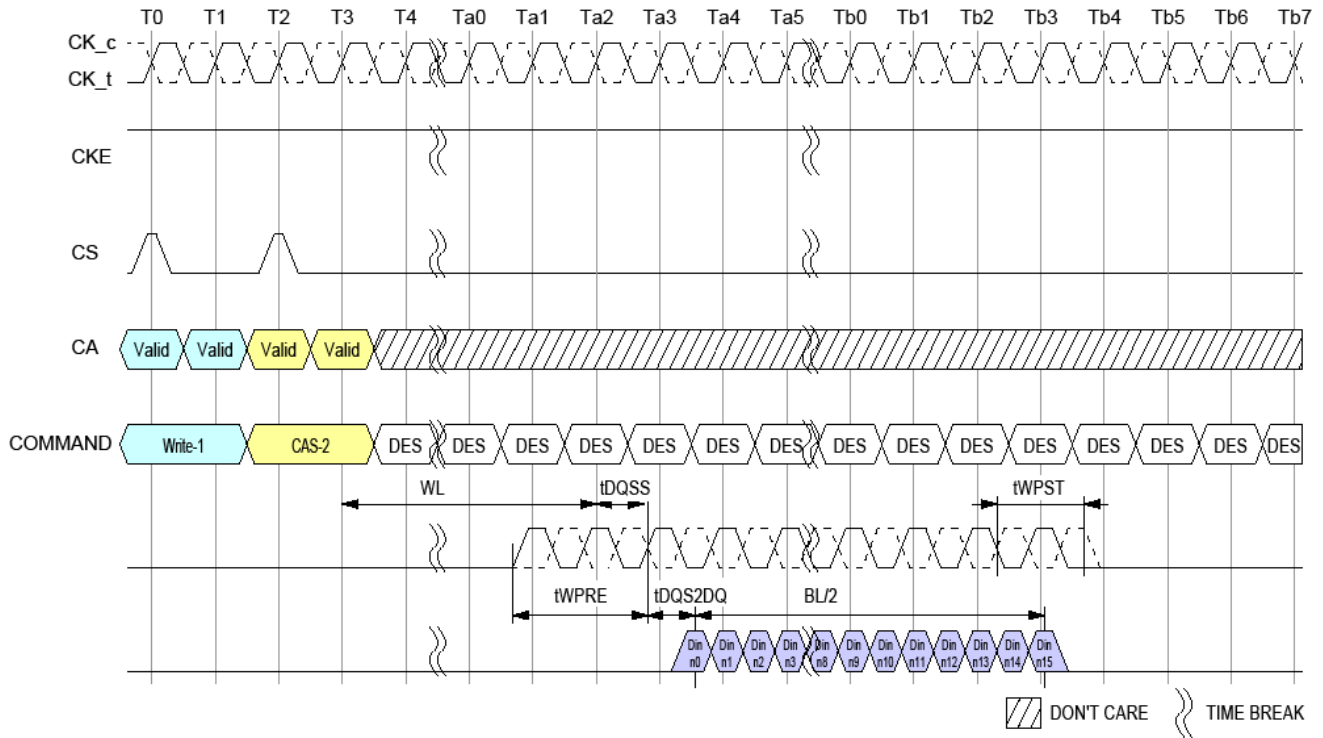 T0 T1 T2 T3 T4 Ta0 Ta1 Ta2 Ta3 Ta4 Ta5 Tb0 Tb1 Tb2 Tb3 Tb4 Tb5 Tb6 Tb7
CK_c
CK_t
CKE
CS
CA Valid Valid Valid Valid
COMMAND Write-1 CAS-2 DES DES DES DES DES DES DES DES DES DES DES DES DES DES DES
WL tDQSS tWPST
tWPRE tDQS2DQ BL/2
Din n0 Din n1 Din n2 Din n3 Din n8 Din n9 Din n10 Din n11 Din n12 Din n13 Din n14 Din n15
DON'T CARE TIME BREAK